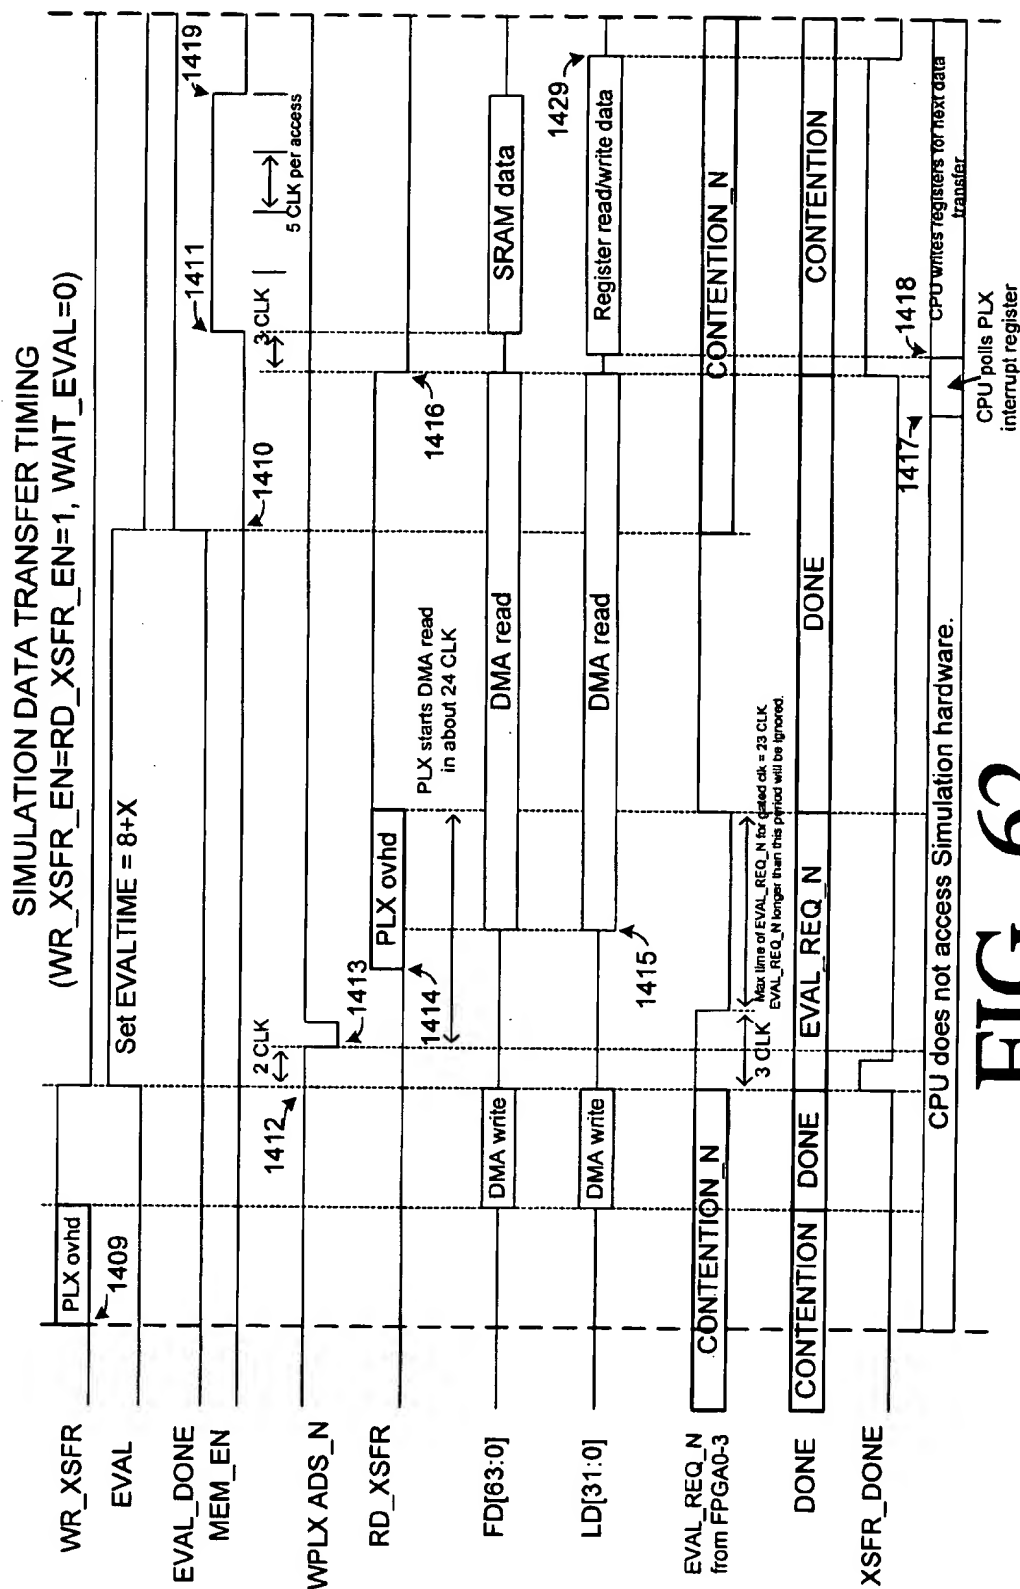 SIMULATION DATA TRANSFER TIMING
(WR_XSFR_EN=RD_XSFR_EN=1, WAIT_EVAL=0)
WR_XSFR
PLX ovhd
1409
EVAL
Set EVALTIME = 8+X
EVAL_DONE
MEM_EN
1410
1411
1419
3 CLK
5 CLK per access
WPLX ADS_N
1412
2 CLK
1413
RD_XSFR
1414
PLX ovhd
PLX starts DMA read
in about 24 CLK
1416
FD[63:0]
DMA write
DMA read
SRAM data
LD[31:0]
DMA write
1415
DMA read
Register read/write data
1429
EVAL_REQ_N
from FPGA0-3
CONTENTION_N
3 CLK
Max time of EVAL_REQ_N for gated clk = 23 CLK
EVAL_REQ_N longer than this period will be ignored.
CONTENTION_N
DONE
CONTENTION
DONE
EVAL_REQ_N
DONE
CONTENTION
XSFR_DONE
1417
1418
CPU does not access Simulation hardware.
CPU writes registers for next data
transfer
CPU polls PLX
interrupt register
FIG. 62